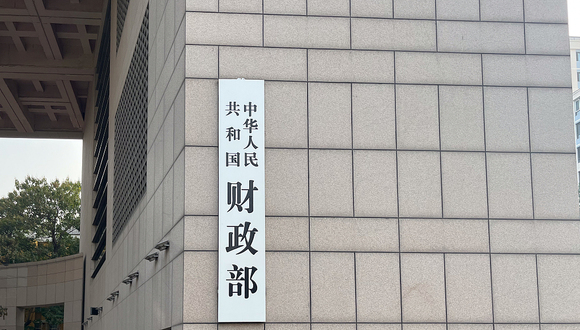 中华人民
共和国
财政部